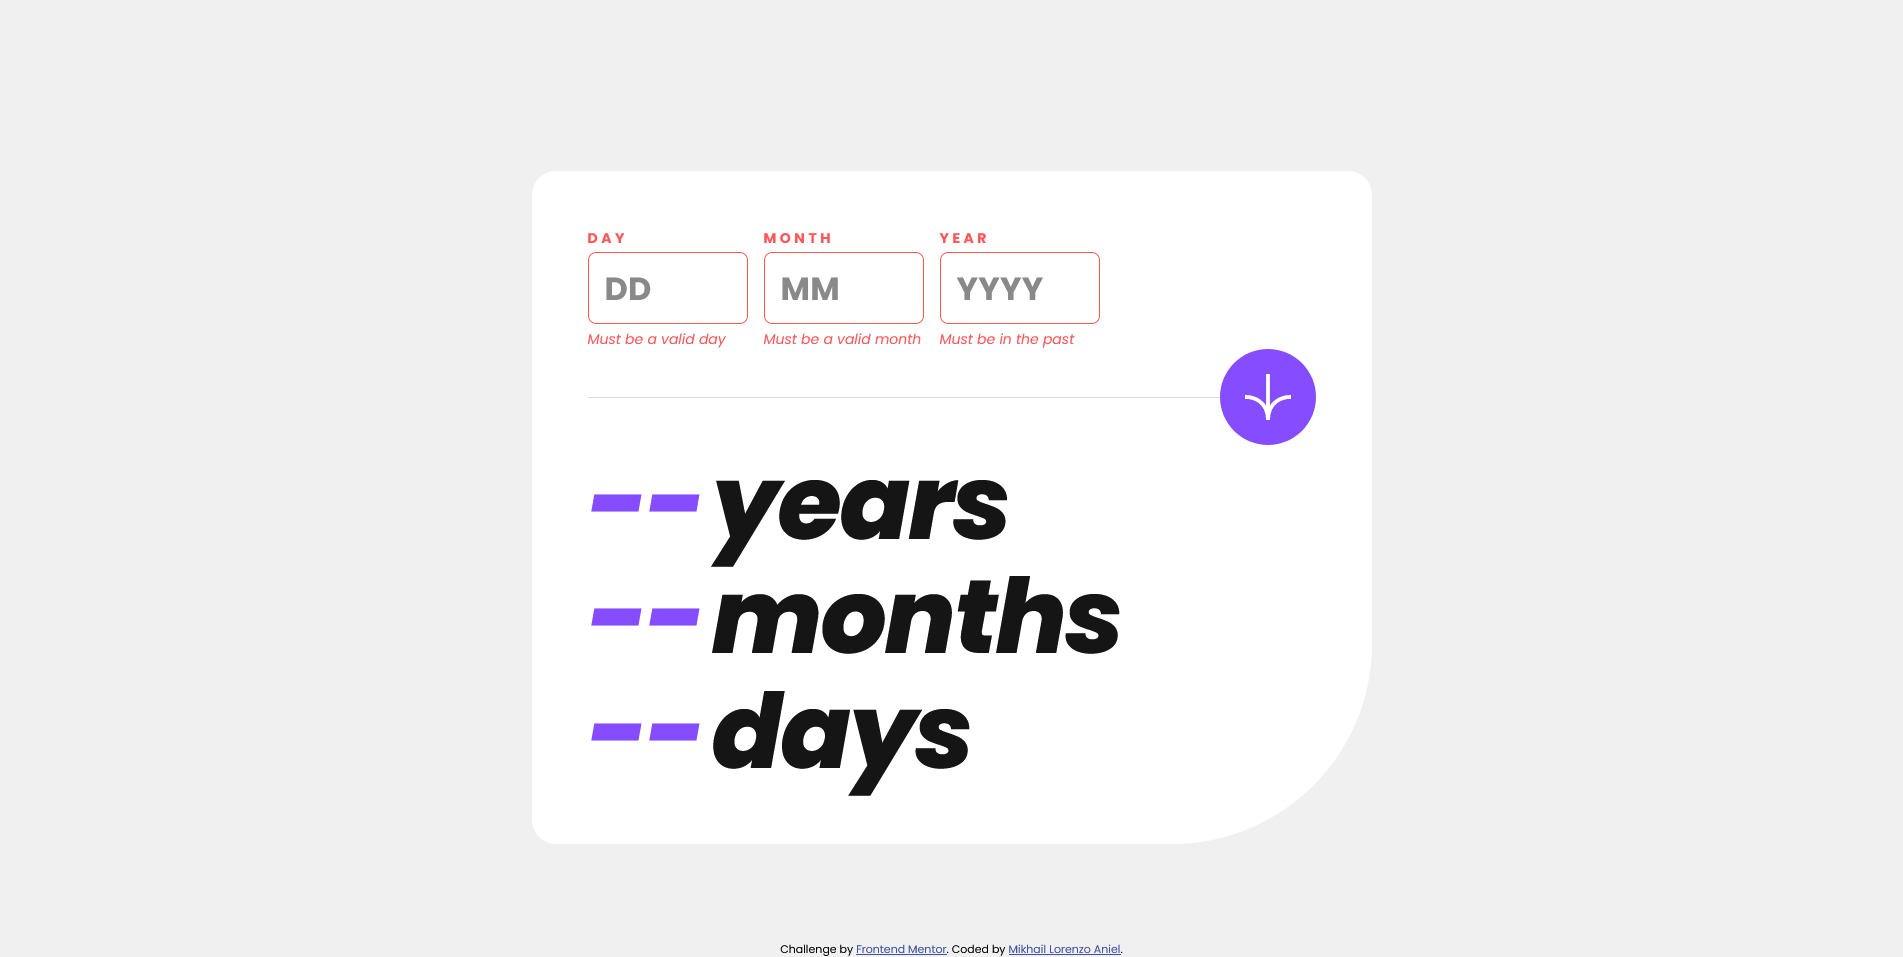 DAY MONTH YEAR
DD MM YYYY
Must be a valid day Must be a valid month Must be in the past
--years
--months
--days
Challenge by Frontend Mentor. Coded by Mikhail Lorenzo Aniel.